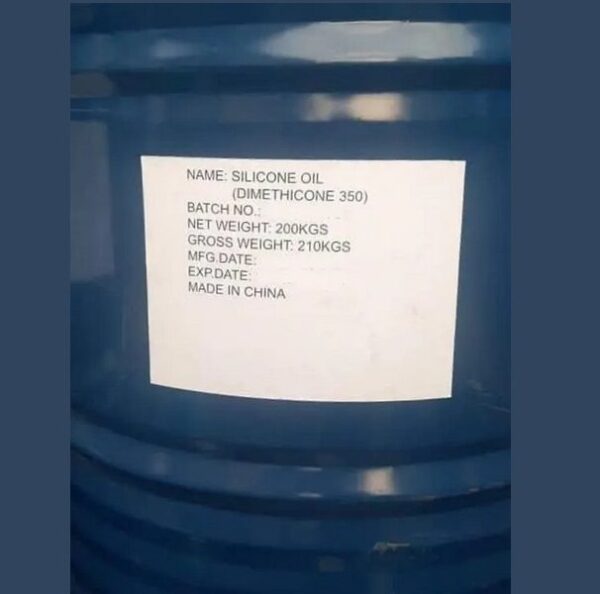 NAME: SILICONE OIL
(DIMETHICONE 350)
BATCH NO.:
NET WEIGHT: 200KGS
GROSS WEIGHT: 210KGS
MFG.DATE:
EXP.DATE:
MADE IN CHINA